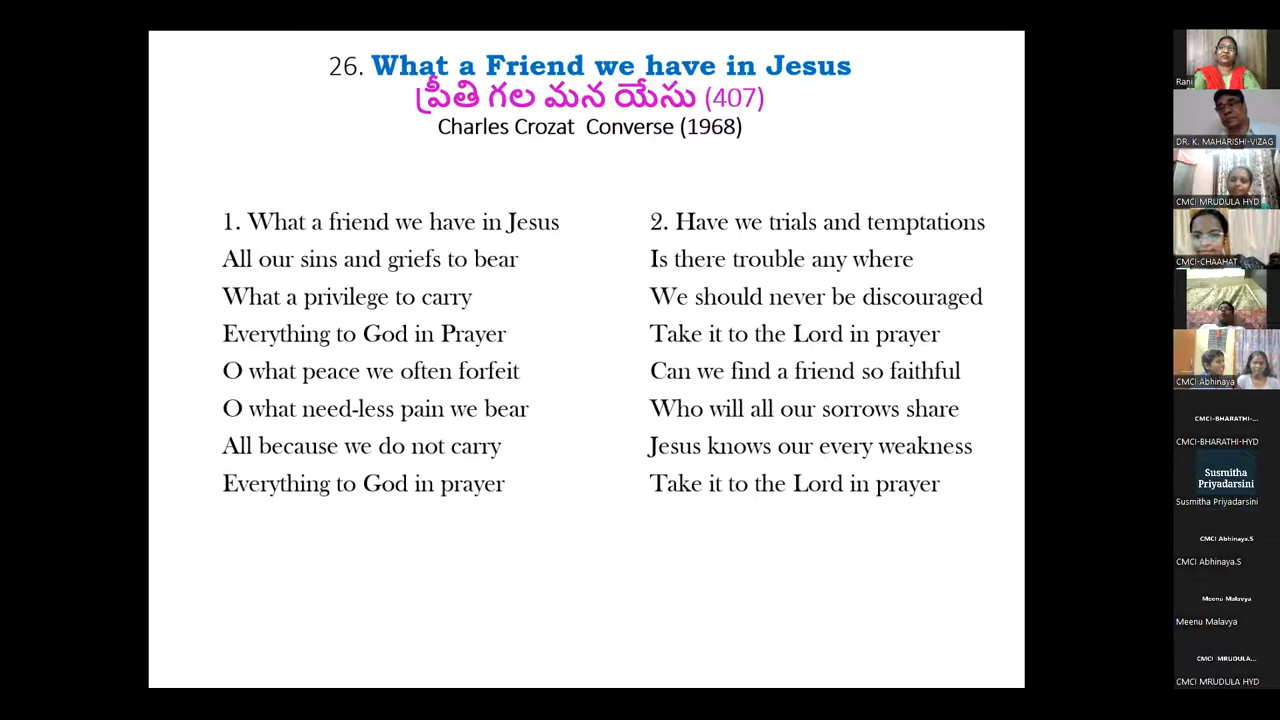 26. What a Friend we have in Jesus
ప్రీతి గల మన యేసు (407)
Charles Crozat Converse (1968)
1. What a friend we have in Jesus
All our sins and griefs to bear
What a privilege to carry
Everything to God in Prayer
O what peace we often forfeit
O what need-less pain we bear
All because we do not carry
Everything to God in prayer
2. Have we trials and temptations
Is there trouble any where
We should never be discouraged
Take it to the Lord in prayer
Can we find a friend so faithful
Who will all our sorrows share
Jesus knows our every weakness
Take it to the Lord in prayer
Rani
DR. K. MAHARISHI-VIZAG
CMCI MRUDULA HYD
CMCI-CHAAHAT
CMCI Abhinaya
CMCI-BHARATHI-...
CMCI-BHARATHI-HYD
Susmitha
Priyadarsini
Susmitha Priyadarsini
CMCI Abhinaya.S
CMCI Abhinaya.S
Meenu Malavya
Meenu Malavya
CMCI MRUDULA...
CMCI MRUDULA HYD